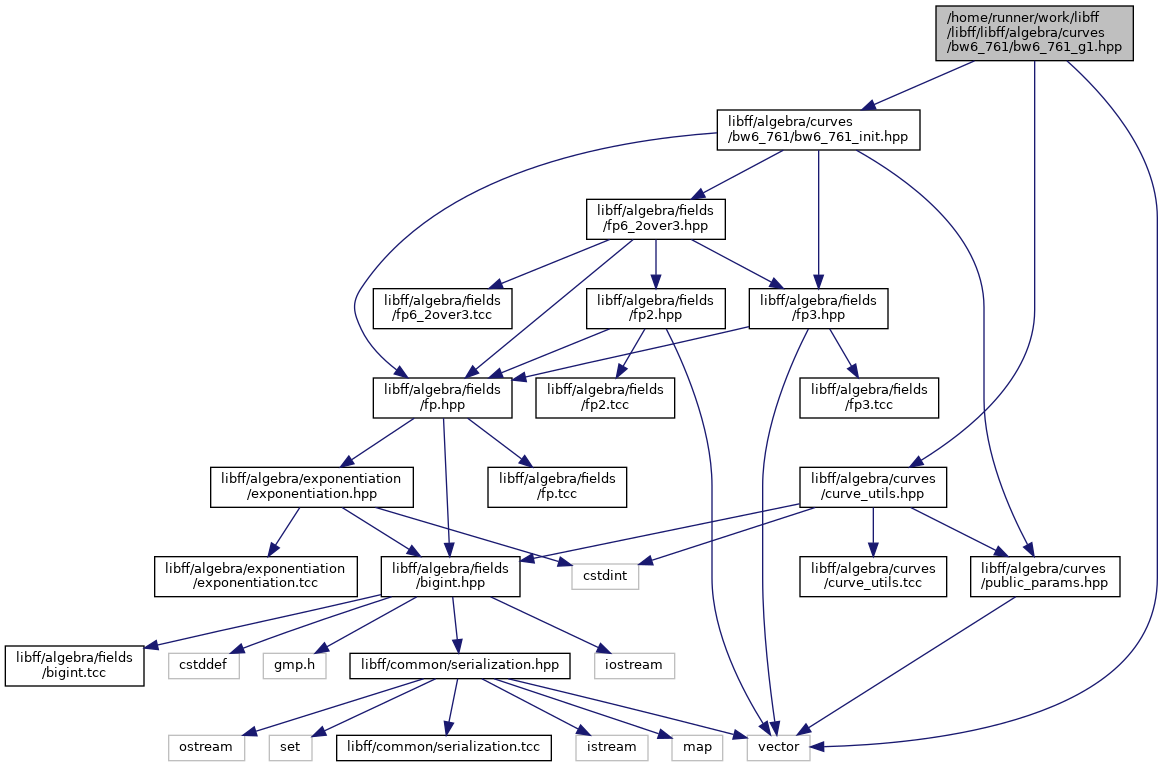 /home/runner/work/libff
/libff/libff/algebra/curves
/bw6_761/bw6_761_g1.hpp
libff/algebra/curves
/bw6_761/bw6_761_init.hpp
libff/algebra/fields
/fp6_2over3.hpp
libff/algebra/fields
/fp6_2over3.tcc
libff/algebra/fields
/fp2.hpp
libff/algebra/fields
/fp3.hpp
libff/algebra/fields
/fp.hpp
libff/algebra/fields
/fp2.tcc
libff/algebra/fields
/fp3.tcc
libff/algebra/exponentiation
/exponentiation.hpp
libff/algebra/fields
/fp.tcc
libff/algebra/curves
/curve_utils.hpp
libff/algebra/exponentiation
/exponentiation.tcc
libff/algebra/fields
/bigint.hpp
cstdint
libff/algebra/curves
/curve_utils.tcc
libff/algebra/curves
/public_params.hpp
libff/algebra/fields
/bigint.tcc
cstddef
gmp.h
libff/common/serialization.hpp
iostream
ostream
set
libff/common/serialization.tcc
istream
map
vector